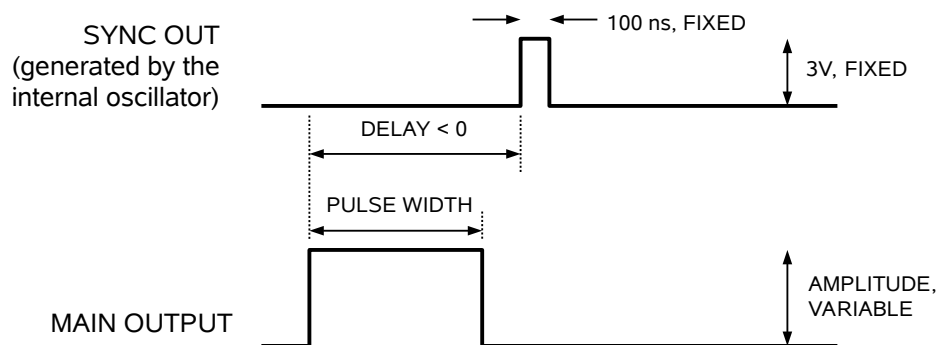 SYNC OUT
(generated by the
internal oscillator)
100 ns, FIXED
3V, FIXED
DELAY < 0
PULSE WIDTH
AMPLITUDE,
VARIABLE
MAIN OUTPUT